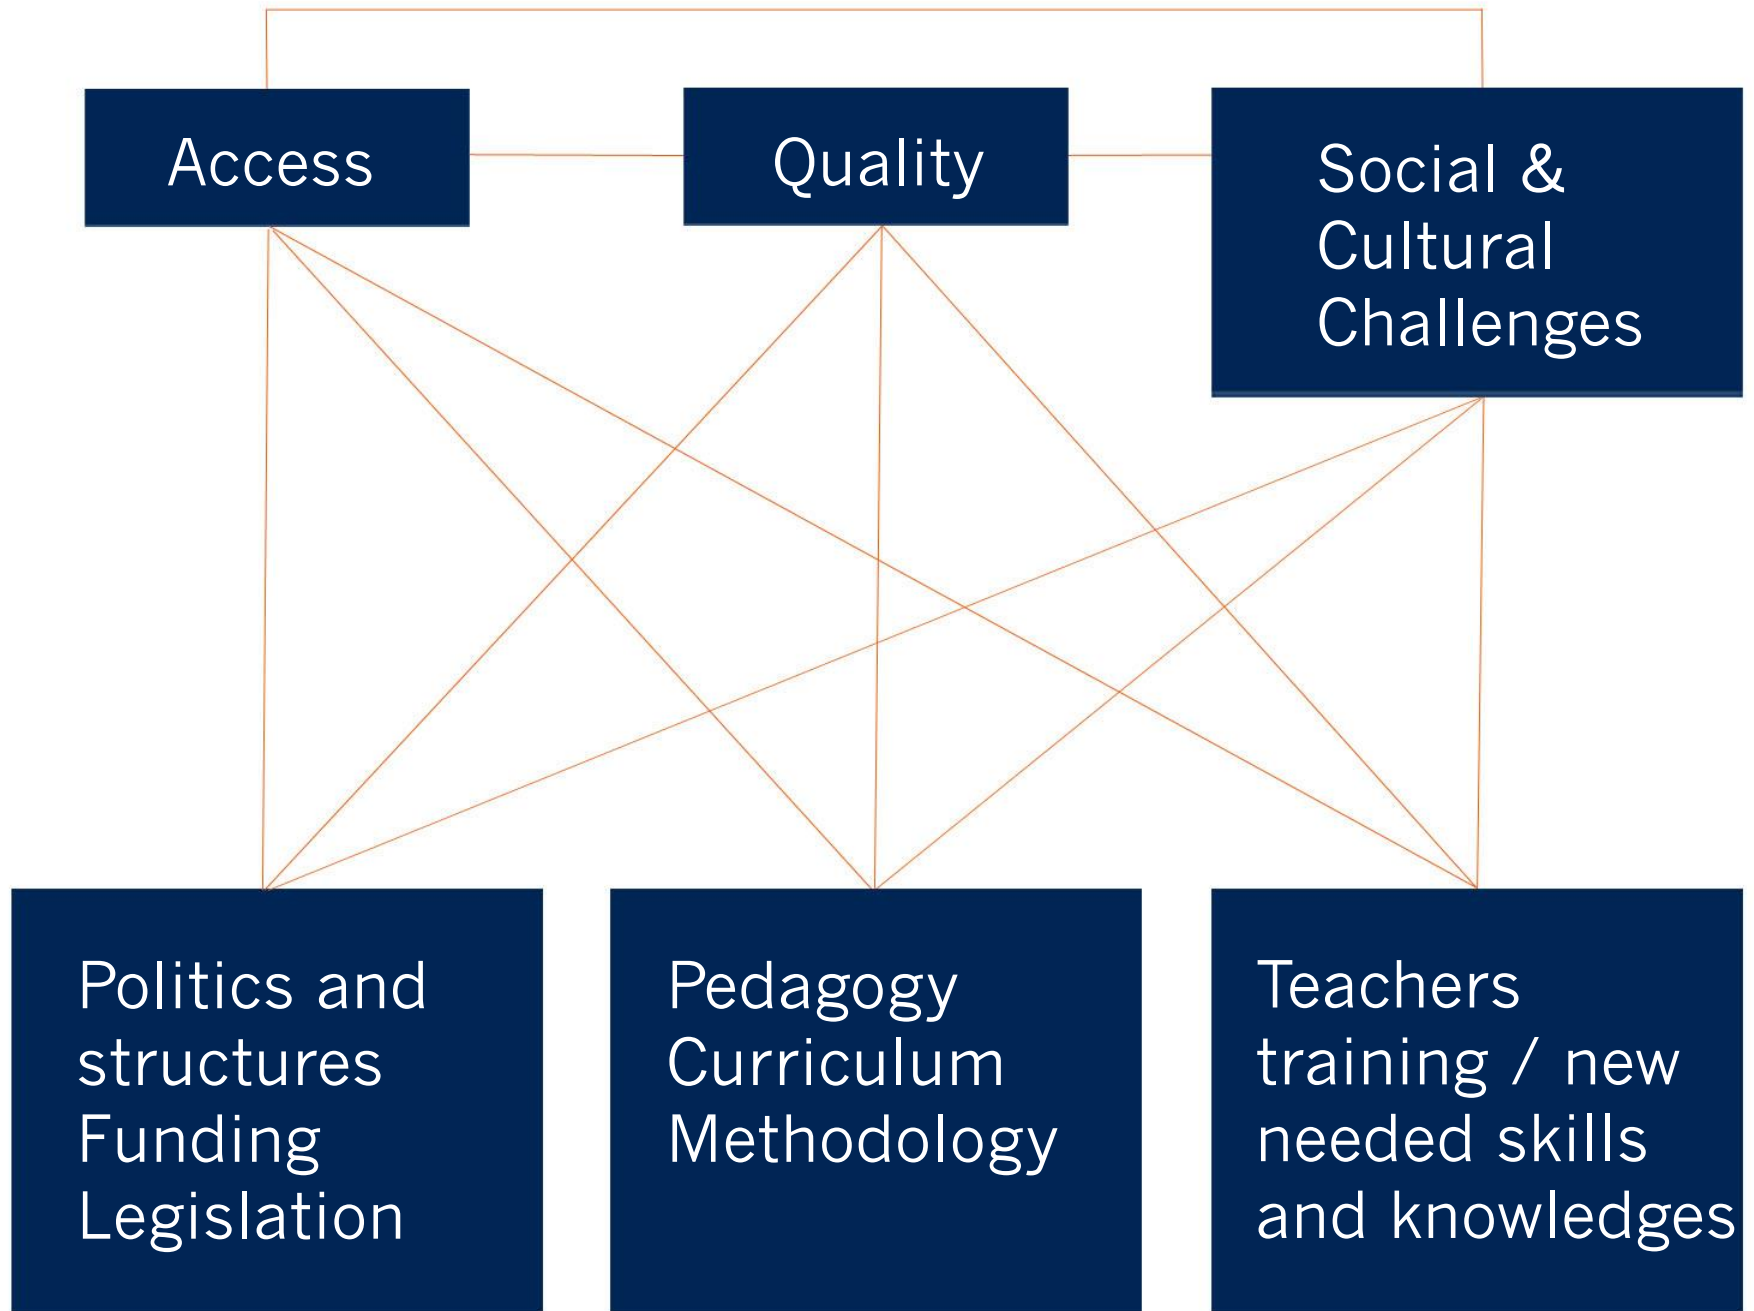 Access
Quality
Social &
Cultural
Challenges
Politics and
structures
Funding
Legislation
Pedagogy
Curriculum
Methodology
Teachers
training / new
needed skills
and knowledges